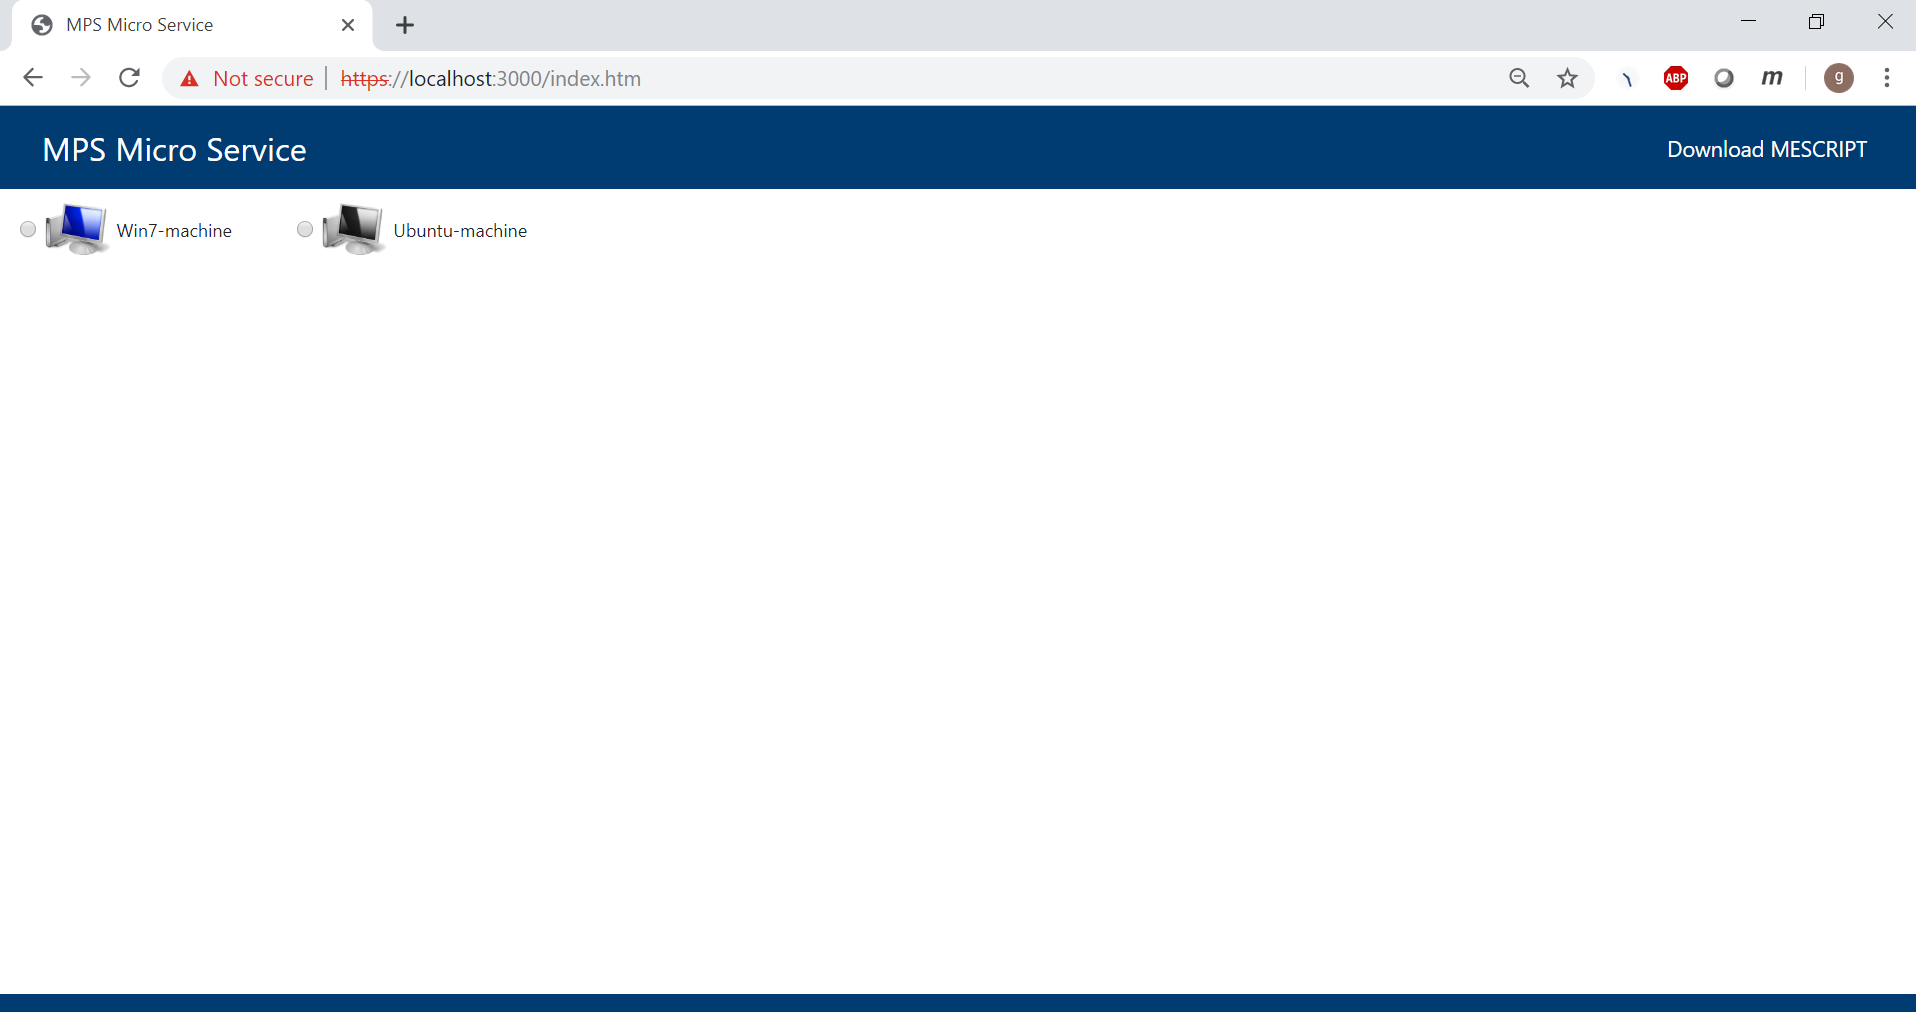 MPS Micro Service
Not secure https://localhost:3000/index.htm
ABP
m
g
MPS Micro Service
Download MESCRIPT
Win7-machine
Ubuntu-machine